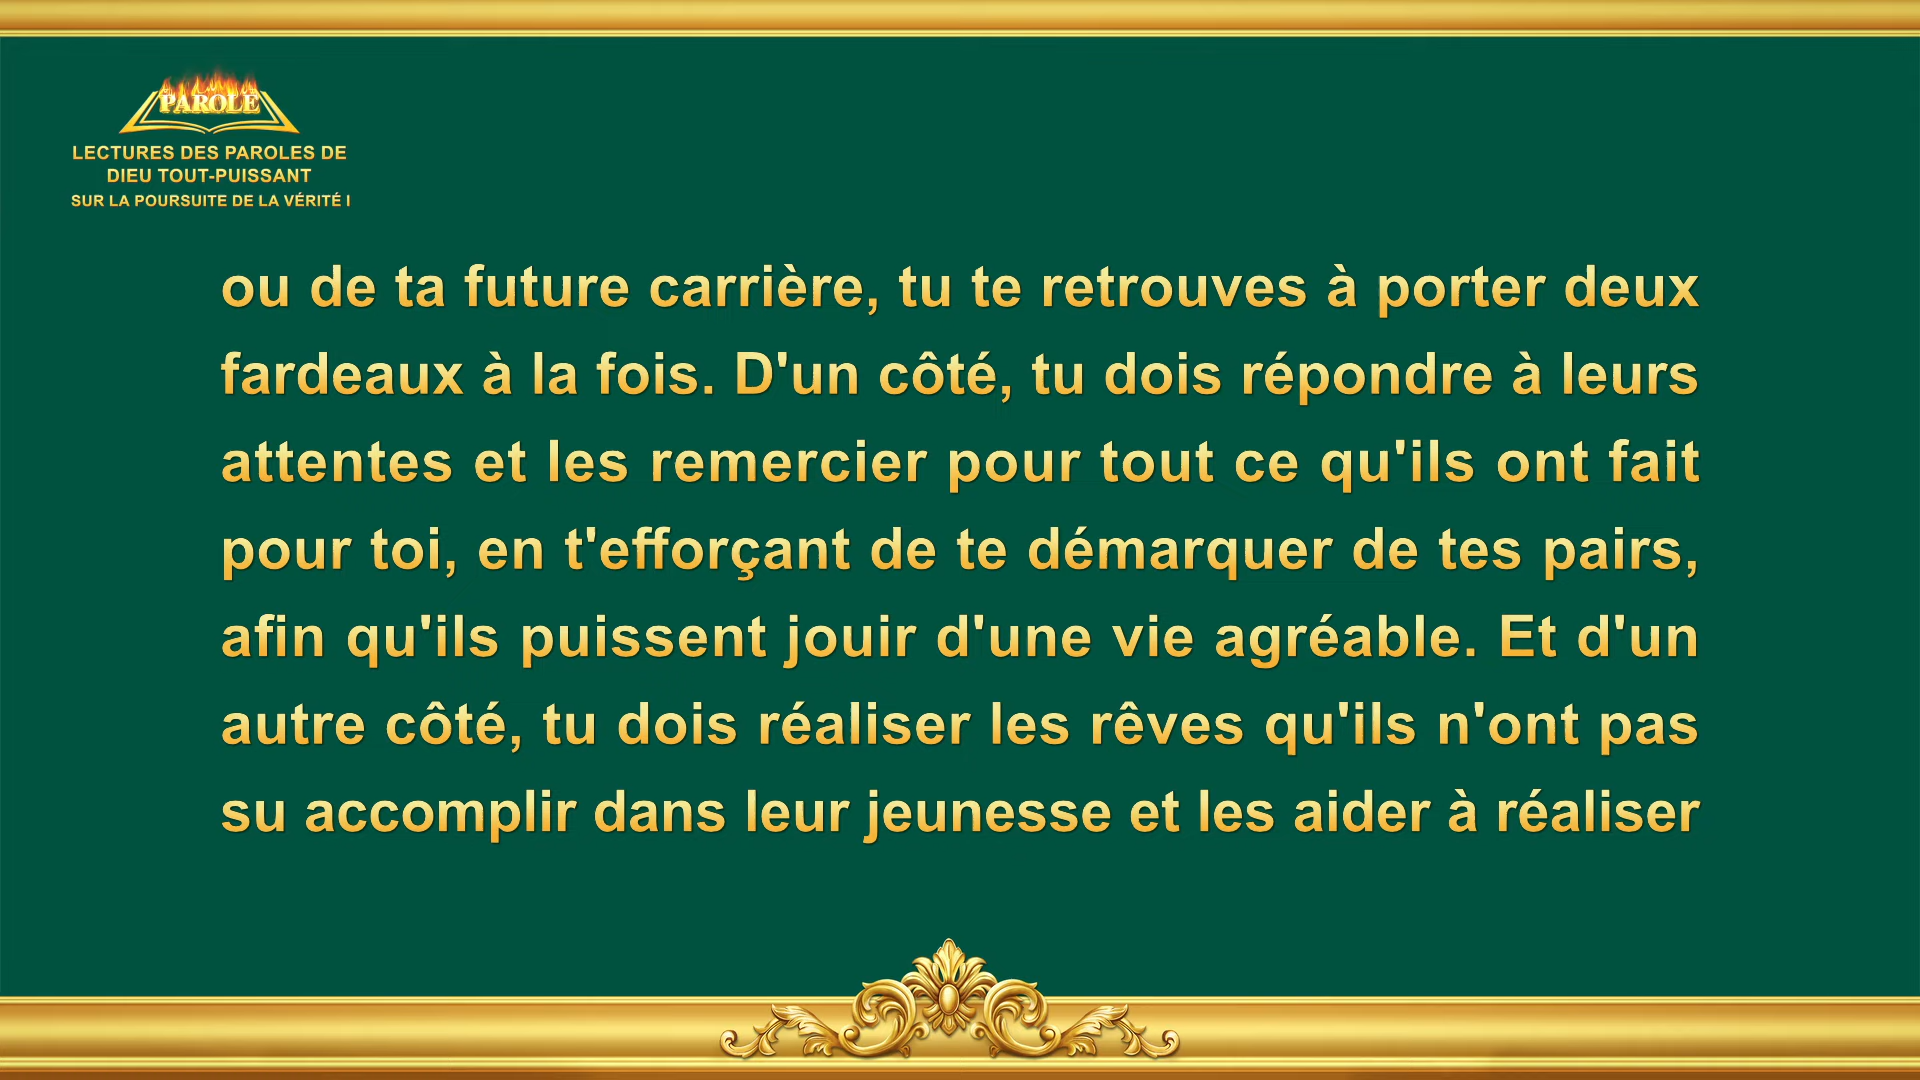 PAROLE
LECTURES DES PAROLES DE
DIEU TOUT-PUISSANT
SUR LA POURSUITE DE LA VÉRITÉ I
ou de ta future carrière, tu te retrouves à porter deux
fardeaux à la fois. D'un côté, tu dois répondre à leurs
attentes et les remercier pour tout ce qu'ils ont fait
pour toi, en t'efforçant de te démarquer de tes pairs,
afin qu'ils puissent jouir d'une vie agréable. Et d'un
autre côté, tu dois réaliser les rêves qu'ils n'ont pas
su accomplir dans leur jeunesse et les aider à réaliser